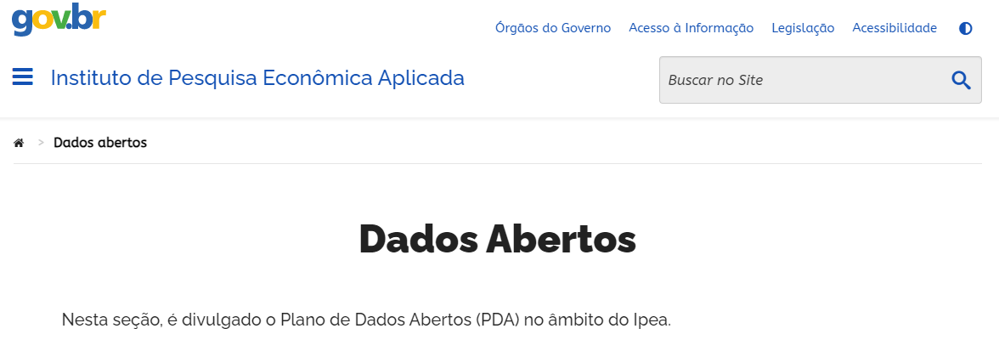 gov.br
Órgãos do Governo Acesso à Informação Legislação Acessibilidade
Instituto de Pesquisa Econômica Aplicada
Buscar no Site
> Dados abertos
Dados Abertos
Nesta seção, é divulgado o Plano de Dados Abertos (PDA) no âmbito do Ipea.